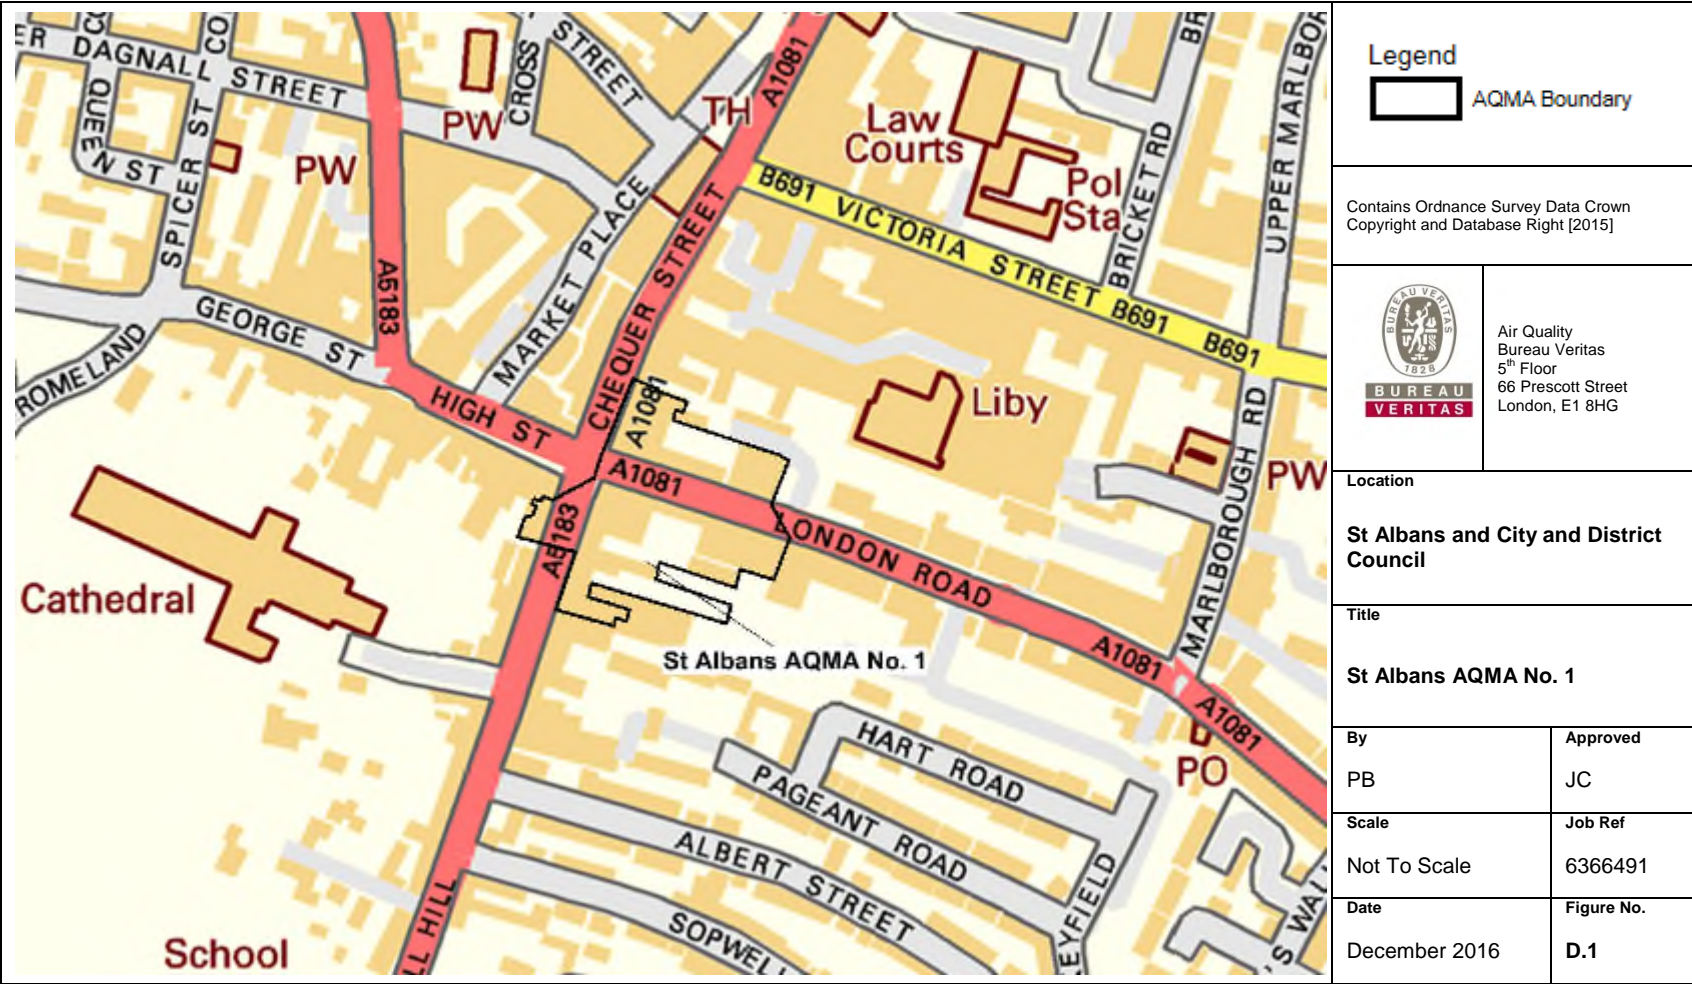 ER DAGNALL STREET
QUEEN ST
SPICER ST
CROSS
STREET
PW
PW
TH
A1081
Law
Courts
Pol
Sta
BRICKET RD
UPPER MARLBOR
B691 VICTORIA STREET B691 B691
MARKET PLACE
CHEQUER STREET
A5183
GEORGE ST
ROMELAND
HIGH ST
A1081
A1081
LONDON ROAD
A1081
A1081
Liby
MARLBOROUGH RD
PW
Cathedral
A5183
St Albans AQMA No. 1
HART ROAD
PAGEANT ROAD
ALBERT STREET
SOPWEL
KEYFIELD
PO
'S WAL
LL HILL
School
Legend
AQMA Boundary
Contains Ordnance Survey Data Crown
Copyright and Database Right [2015]
BUREAU VERITAS
1828
BUREAU
VERITAS
Air Quality
Bureau Veritas
5th Floor
66 Prescott Street
London, E1 8HG
Location
St Albans and City and District
Council
Title
St Albans AQMA No. 1
By
PB
Approved
JC
Scale
Not To Scale
Job Ref
6366491
Date
December 2016
Figure No.
D.1